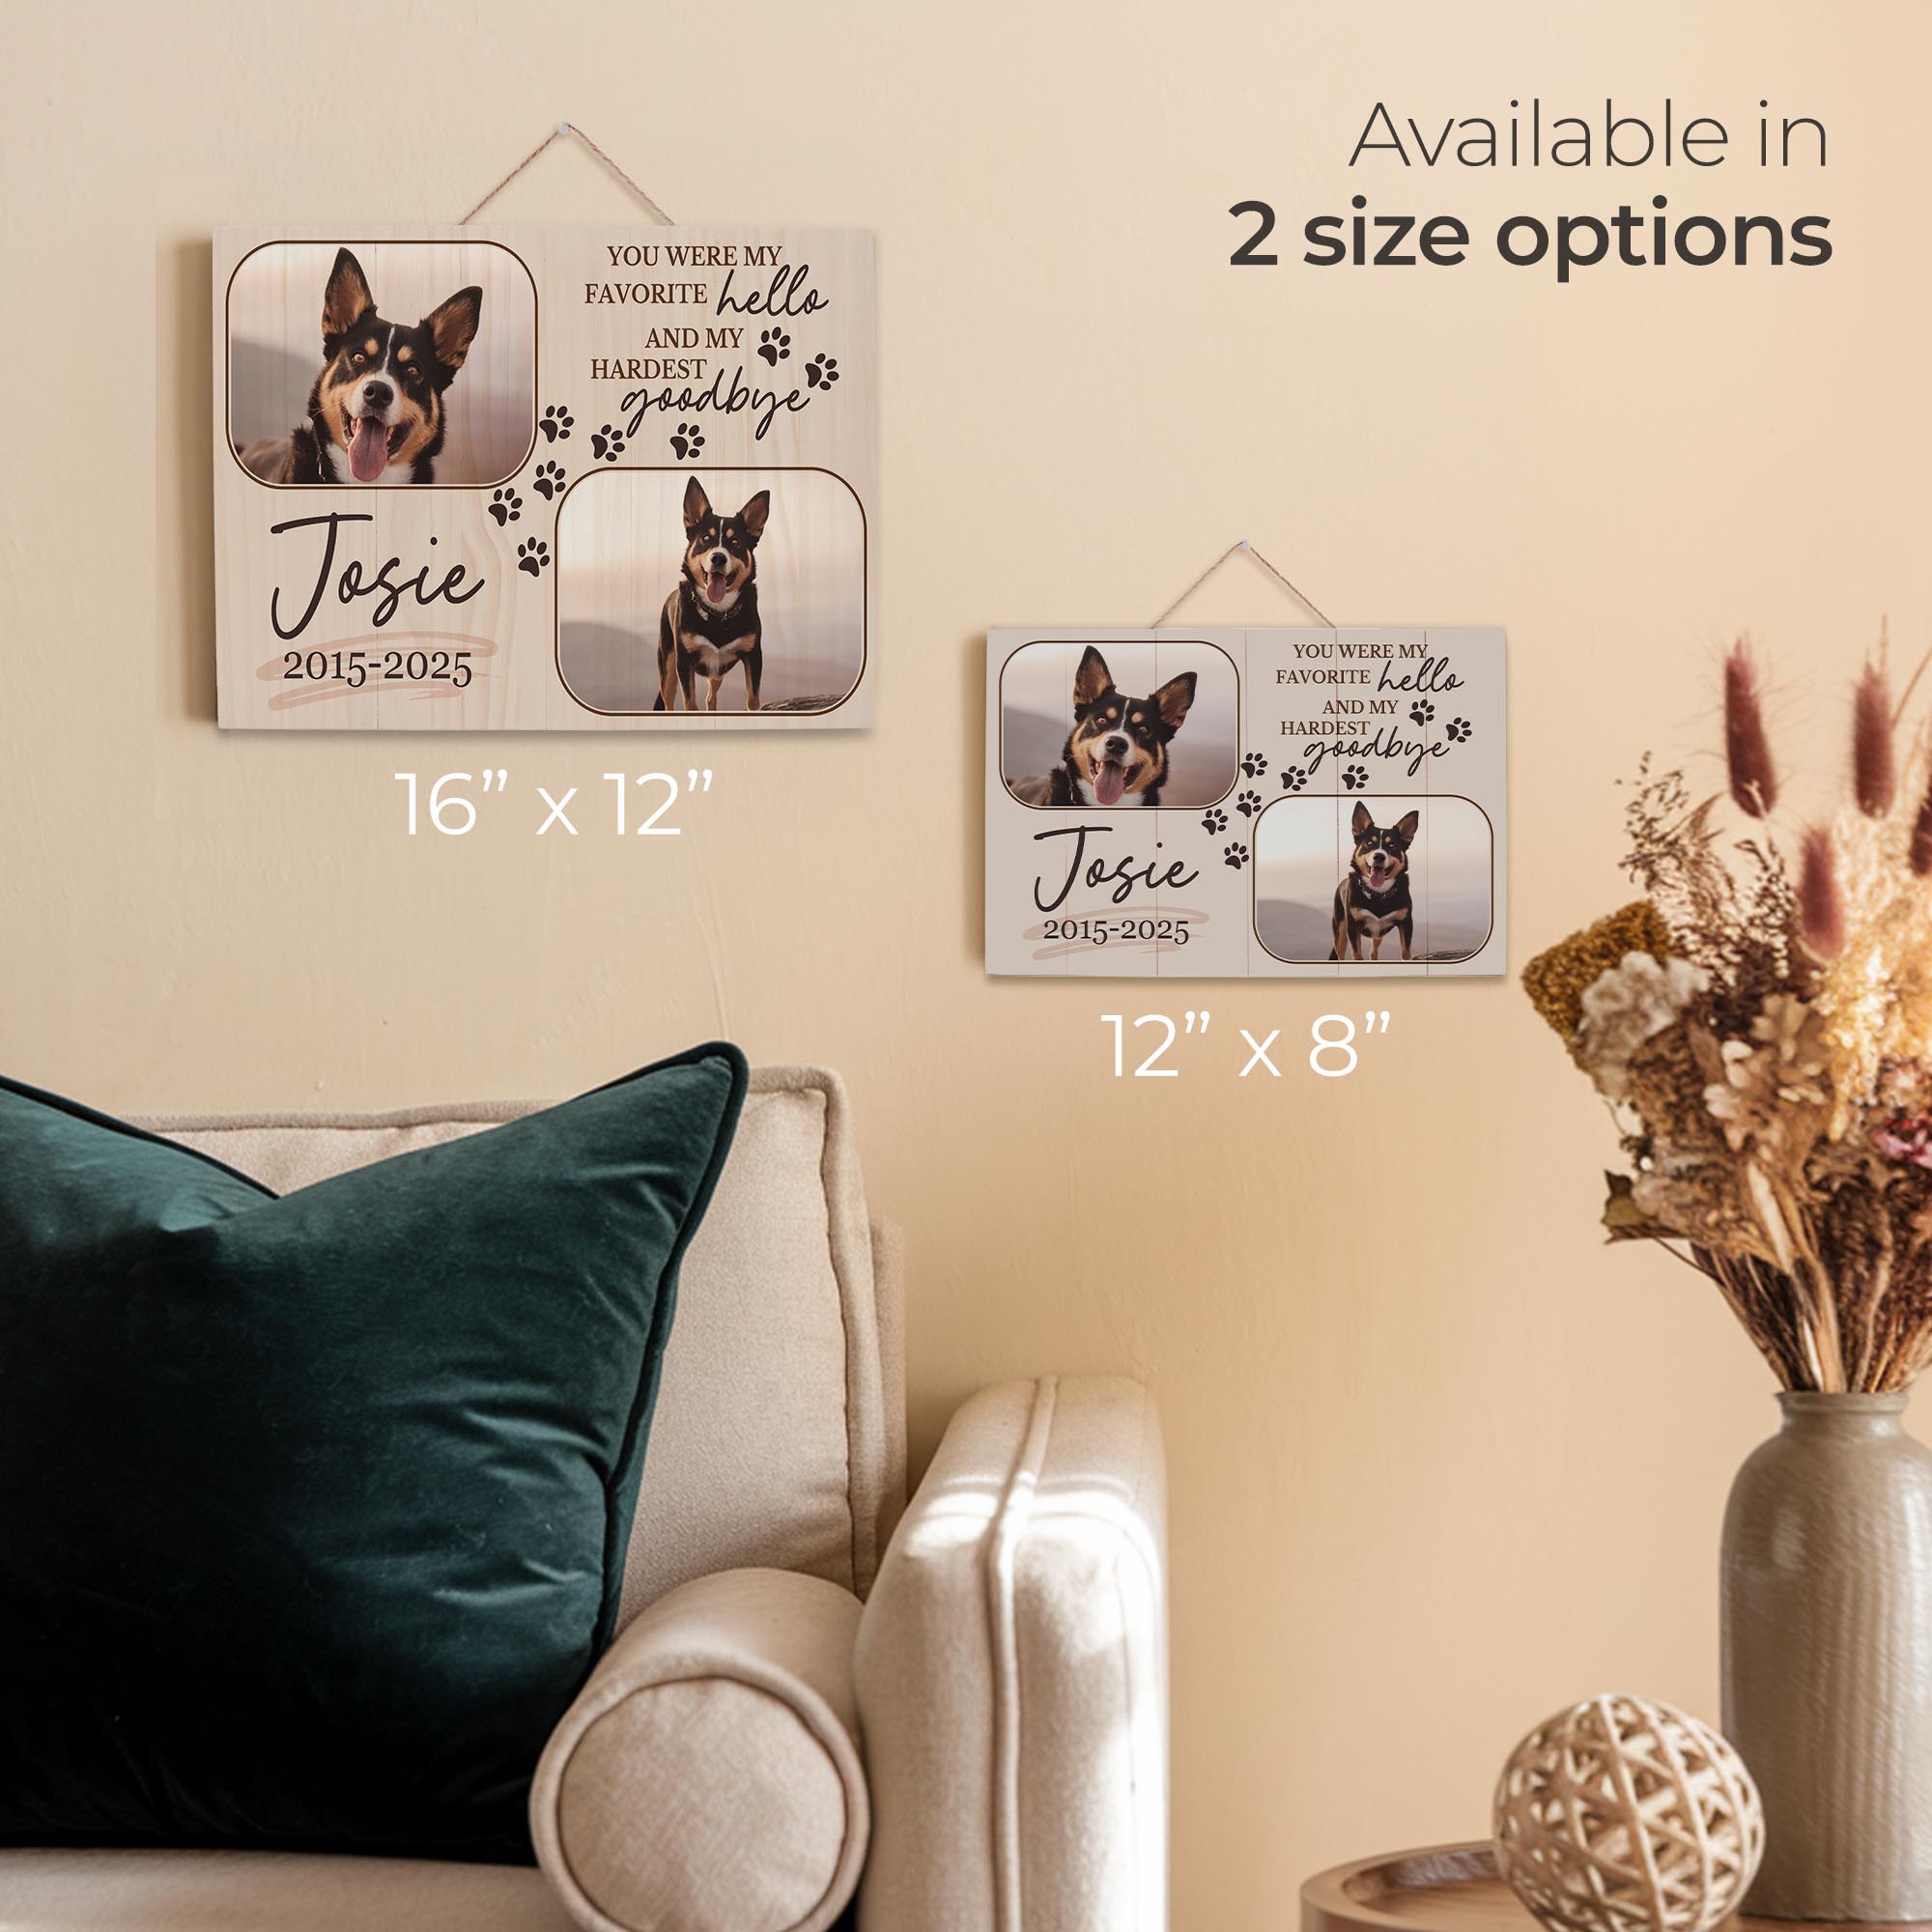 Available in
2 size options
YOU WERE MY
FAVORITE hello
AND MY
HARDEST
goodbye
Josie
2015-2025
16” x 12”
YOU WERE MY
FAVORITE hello
AND MY
HARDEST
goodbye
Josie
2015-2025
12” x 8”